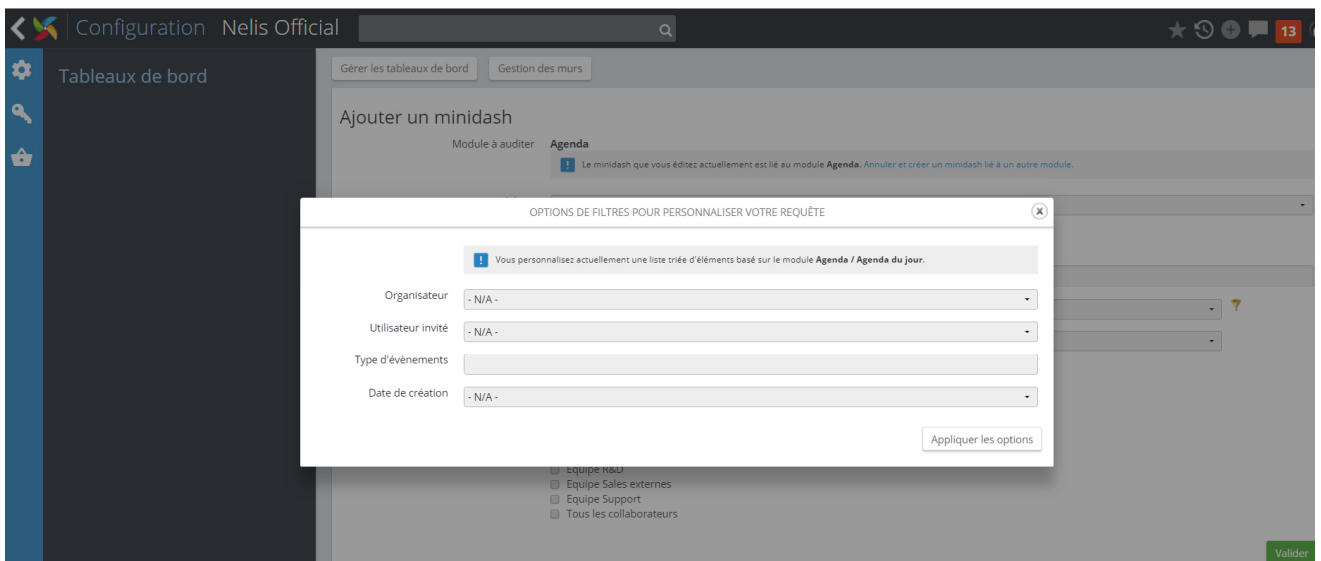 Configuration Nelis Official
13
Tableaux de bord
Gérer les tableaux de bord Gestion des murs
Ajouter un minidash
Module à auditer Agenda
! Le minidash que vous éditez actuellement est lié au module Agenda. Annuler et créer un minidash lié à un autre module.
OPTIONS DE FILTRES POUR PERSONNALISER VOTRE REQUÊTE
! Vous personnalisez actuellement une liste triée d'éléments basé sur le module Agenda / Agenda du jour.
Organisateur - N/A -
Utilisateur invité - N/A -
Type d'évènements
Date de création - N/A -
Appliquer les options
Equipe R&D
Equipe Sales externes
Equipe Support
Tous les collaborateurs
Valider